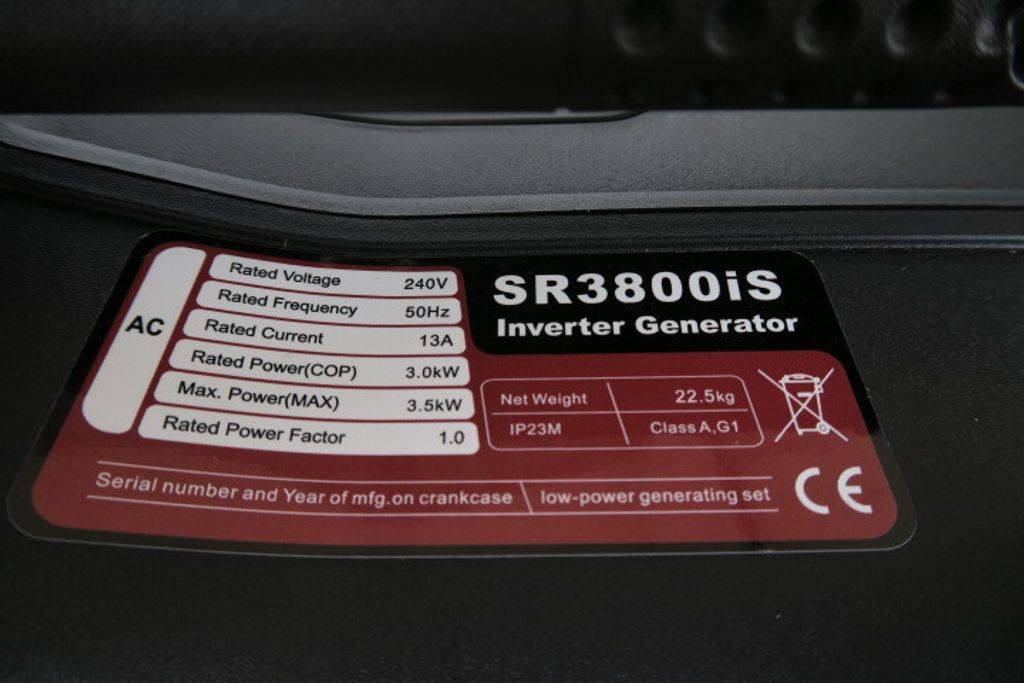 AC
Rated Voltage 240V
Rated Frequency 50Hz
Rated Current 13A
Rated Power(COP) 3.0kW
Max. Power(MAX) 3.5kW
Rated Power Factor 1.0
SR3800iS
Inverter Generator
Net Weight 22.5kg
IP23M Class A,G1
Serial number and Year of mfg.on crankcase low-power generating set
CE